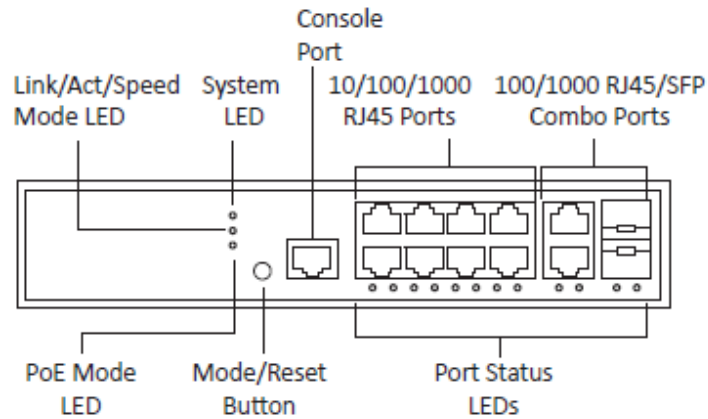 Console
Port
Link/Act/Speed
Mode LED
System
LED
10/100/1000
RJ45 Ports
100/1000 RJ45/SFP
Combo Ports
PoE Mode
LED
Mode/Reset
Button
Port Status
LEDs